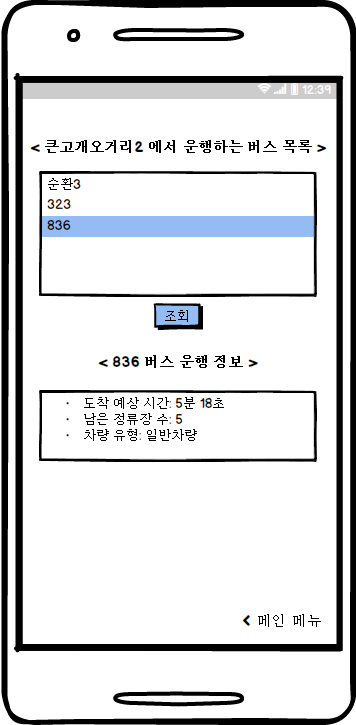 12:39
< 큰고개오거리2 에서 운행하는 버스 목록 >
순환3
323
836
조회
< 836 버스 운행 정보 >
· 도착 예상 시간: 5분 18초
· 남은 정류장 수: 5
· 차량 유형: 일반차량
< 메인 메뉴